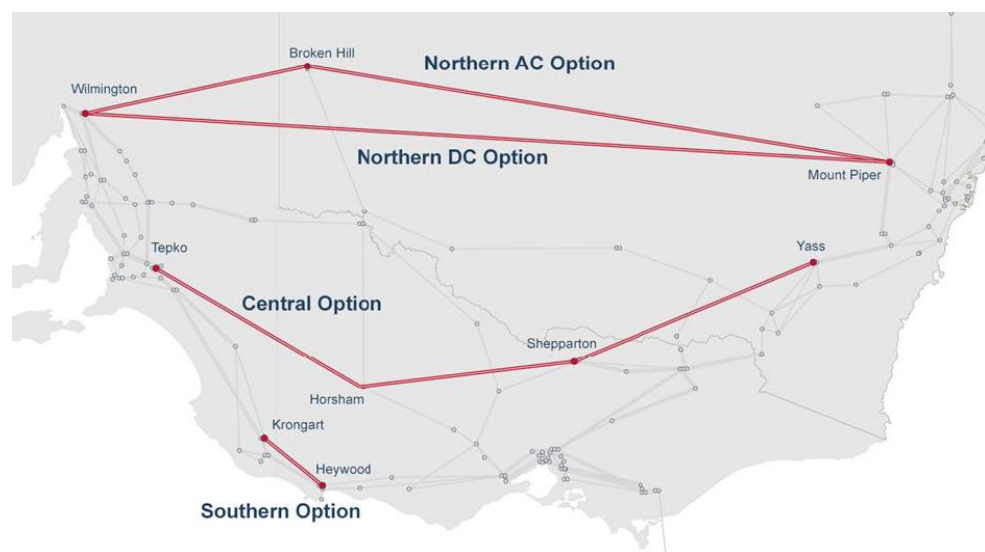 Broken Hill
Northern AC Option
Wilmington
Northern DC Option
Mount Piper
Tepko
Yass
Central Option
Shepparton
Horsham
Krongart
Heywood
Southern Option